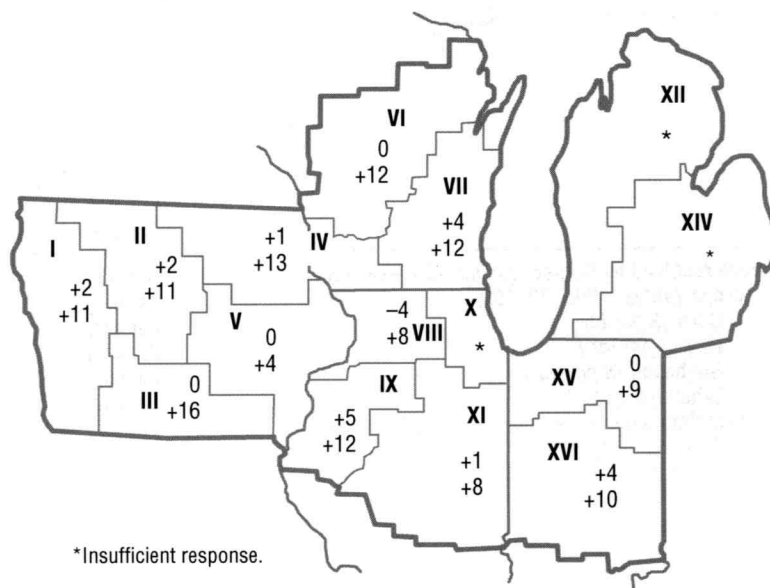 XII
*
VI
0
+12
VII
+4
+12
XIV
*
I
+2
+11
II
+2
+11
+1
+13
IV
V
0
+4
III
0
+16
–4
+8
VIII
X
*
IX
+5
+12
XI
+1
+8
XV
0
+9
XVI
+4
+10
*Insufficient response.